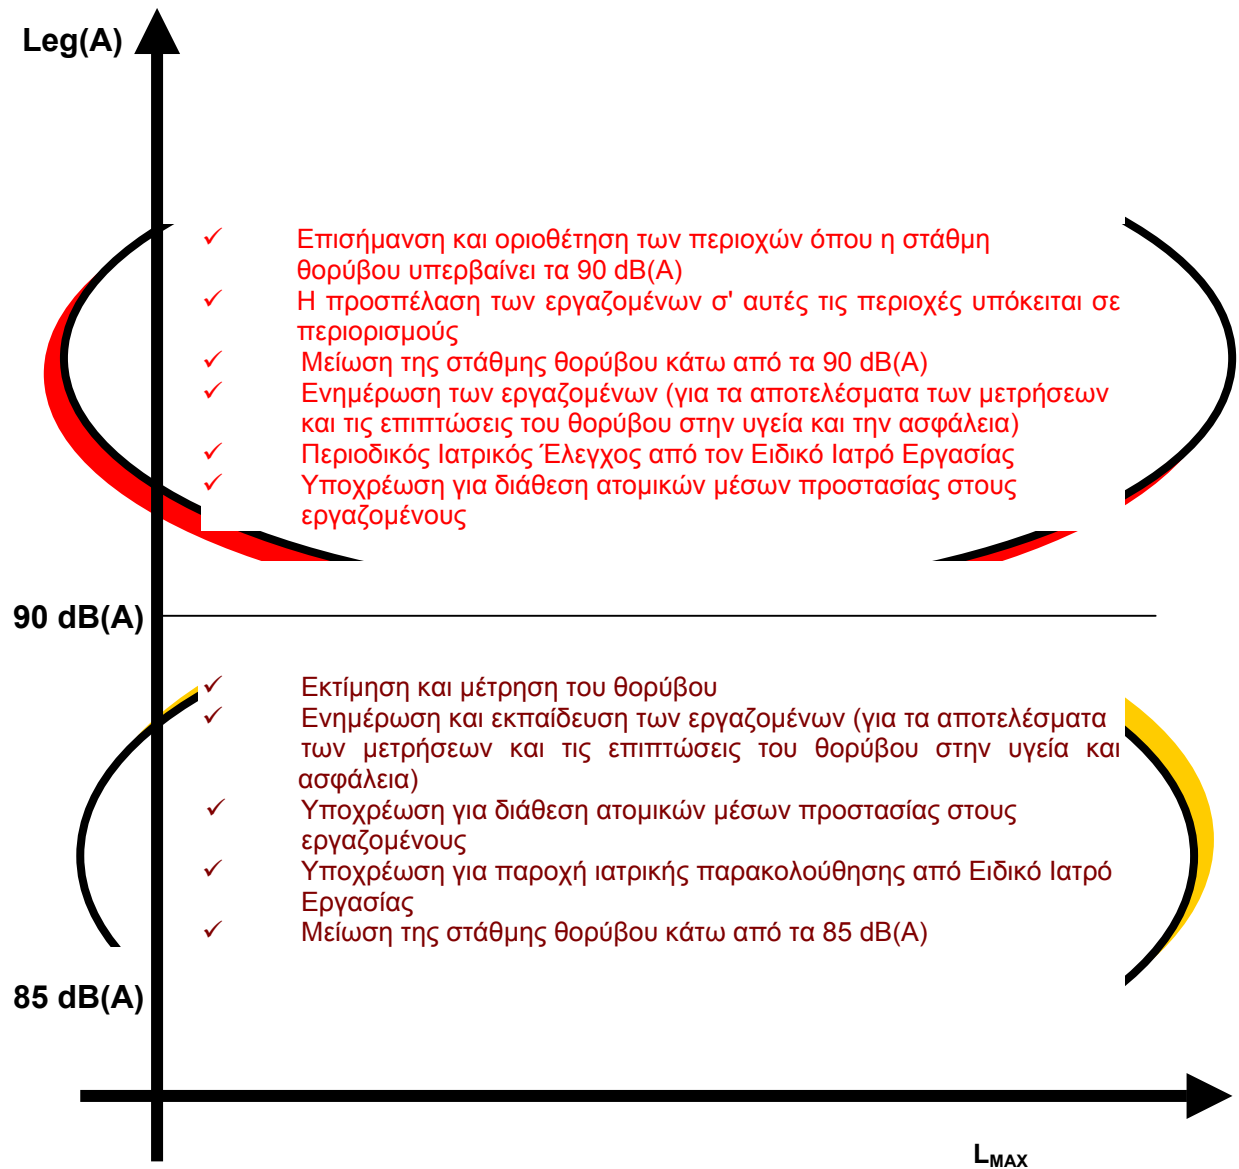 Leg(A)
✓ Επισήμανση και οριοθέτηση των περιοχών όπου η στάθμη
θορύβου υπερβαίνει τα 90 dB(A)
✓ Η προσπέλαση των εργαζομένων σ' αυτές τις περιοχές υπόκειται σε
περιορισμούς
✓ Μείωση της στάθμης θορύβου κάτω από τα 90 dB(A)
✓ Ενημέρωση των εργαζομένων (για τα αποτελέσματα των μετρήσεων
και τις επιπτώσεις του θορύβου στην υγεία και την ασφάλεια)
✓ Περιοδικός Ιατρικός Έλεγχος από τον Ειδικό Ιατρό Εργασίας
✓ Υποχρέωση για διάθεση ατομικών μέσων προστασίας στους
εργαζομένους
90 dB(A)
✓ Εκτίμηση και μέτρηση του θορύβου
✓ Ενημέρωση και εκπαίδευση των εργαζομένων (για τα αποτελέσματα
των μετρήσεων και τις επιπτώσεις του θορύβου στην υγεία και
ασφάλεια)
✓ Υποχρέωση για διάθεση ατομικών μέσων προστασίας στους
εργαζομένους
✓ Υποχρέωση για παροχή ιατρικής παρακολούθησης από Ειδικό Ιατρό
Εργασίας
✓ Μείωση της στάθμης θορύβου κάτω από τα 85 dB(A)
85 dB(A)
LMAX